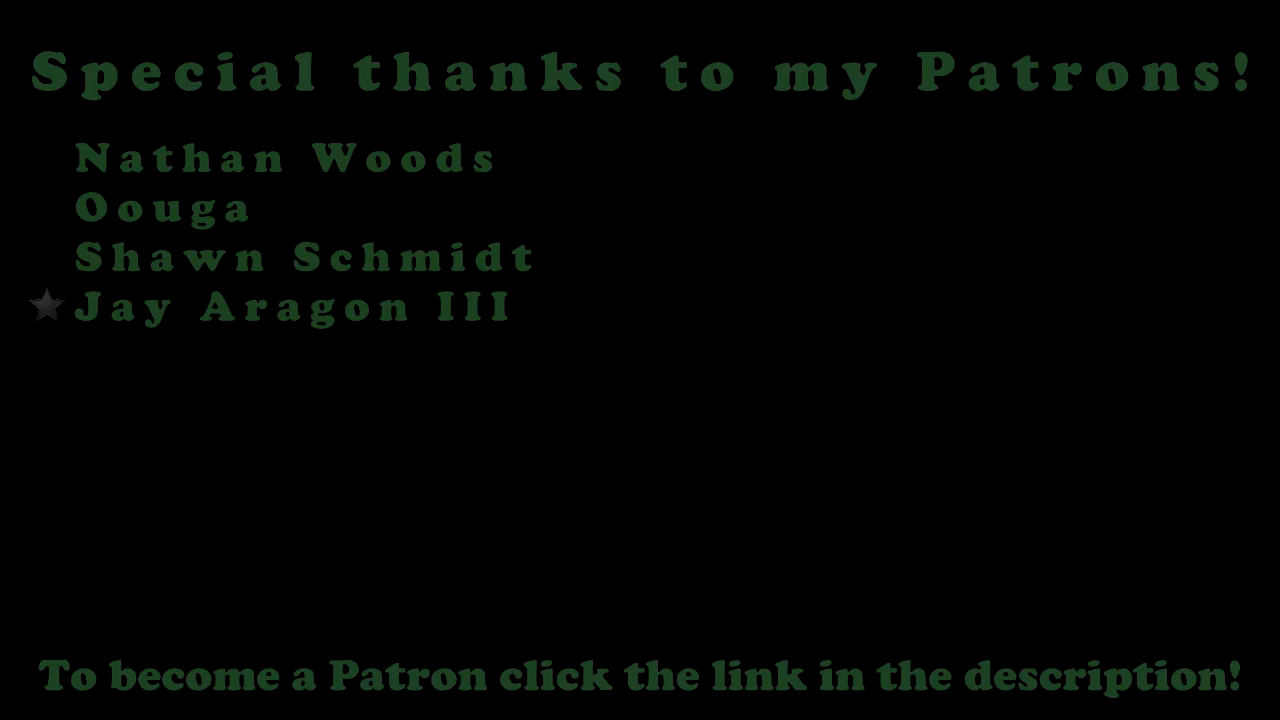 Special thanks to my Patrons!
Nathan Woods
Oouga
Shawn Schmidt
Jay Aragon III
To become a Patron click the link in the description!